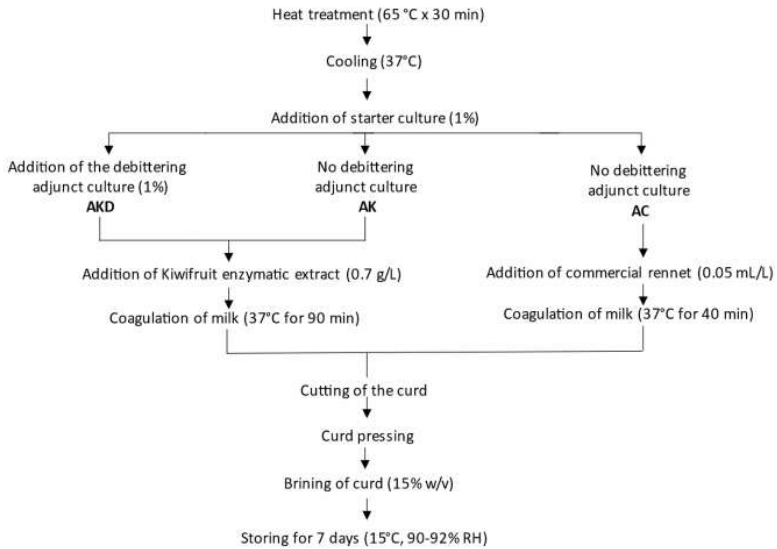 Heat treatment (65 °C x 30 min)
Cooling (37°C)
Addition of starter culture (1%)
Addition of the debittering
adjunct culture (1%)
AKD
No debittering
adjunct culture
AK
No debittering
adjunct culture
AC
Addition of Kiwifruit enzymatic extract (0.7 g/L)
Addition of commercial rennet (0.05 mL/L)
Coagulation of milk (37°C for 90 min)
Coagulation of milk (37°C for 40 min)
Cutting of the curd
Curd pressing
Brining of curd (15% w/v)
Storing for 7 days (15°C, 90-92% RH)